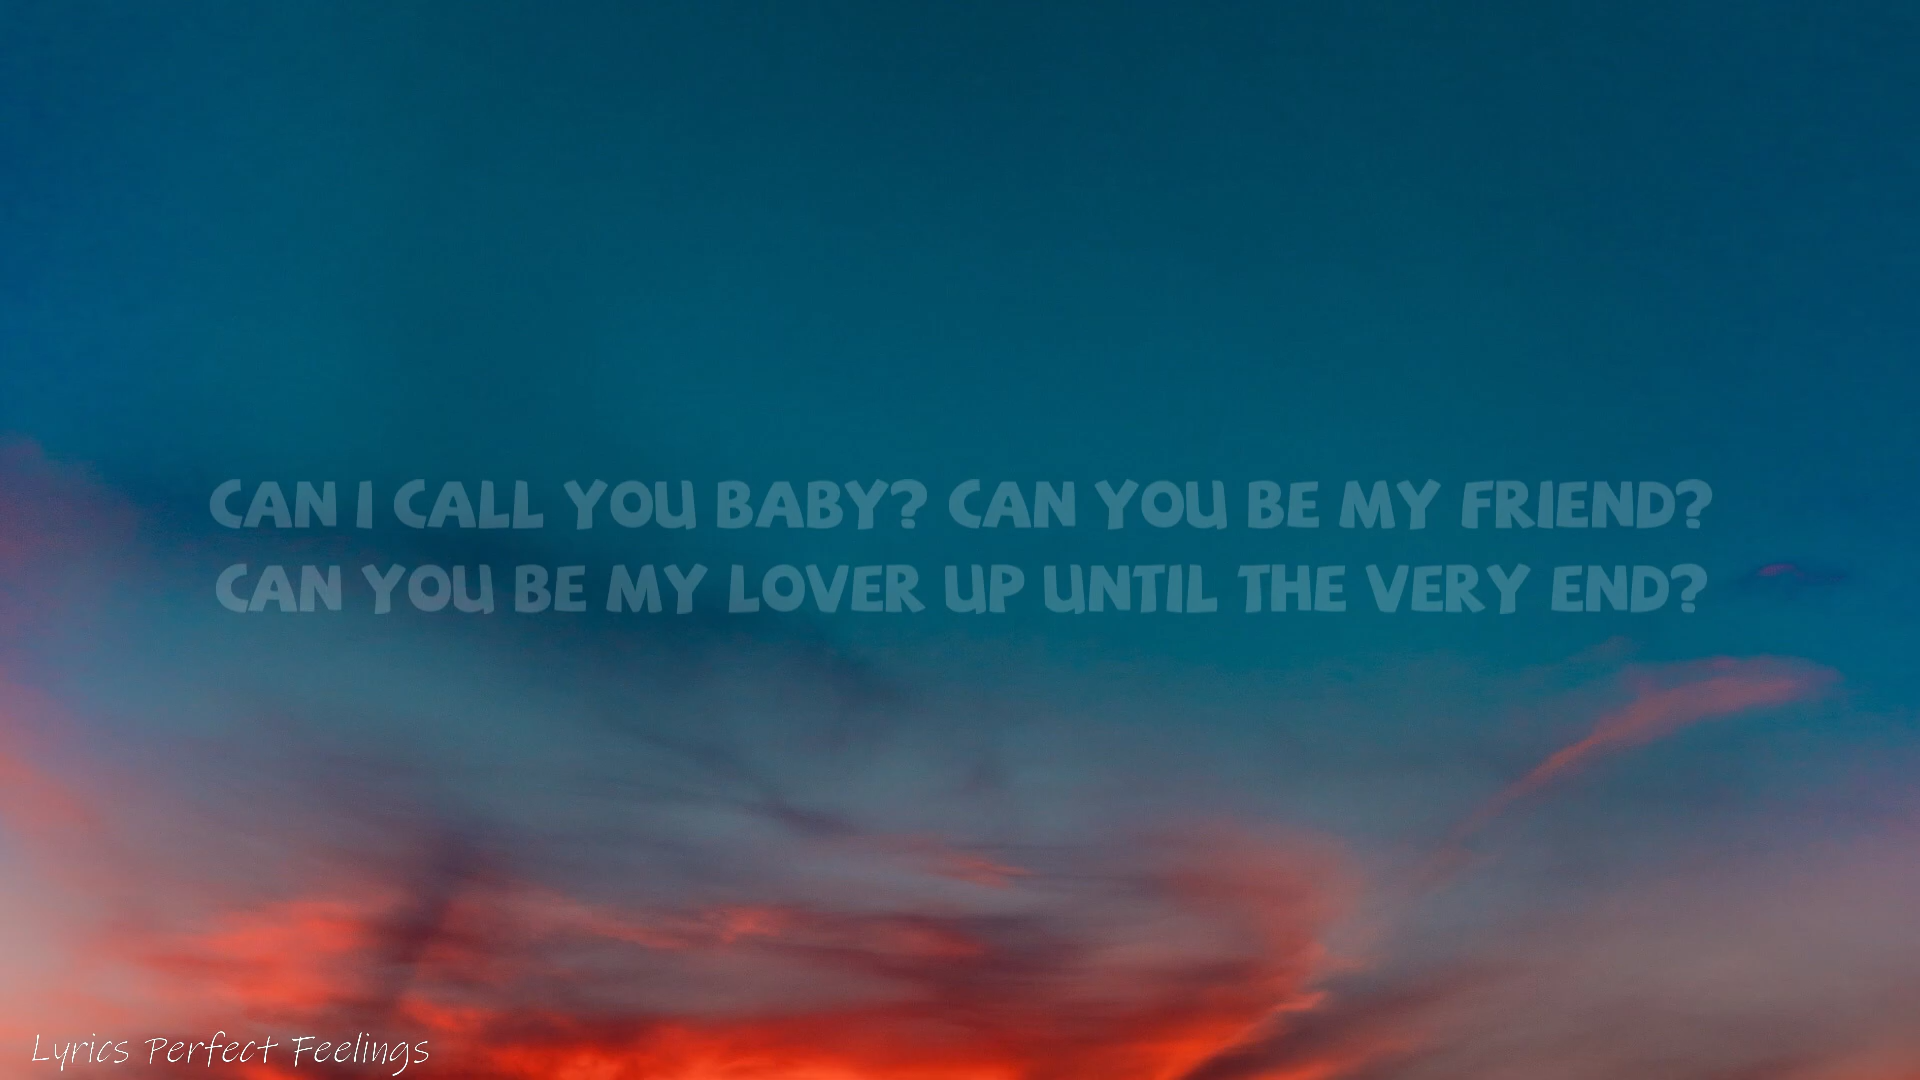 CAN I CALL YOU BABY? CAN YOU BE MY FRIEND?
CAN YOU BE MY LOVER UP UNTIL THE VERY END?
Lyrics Perfect Feelings